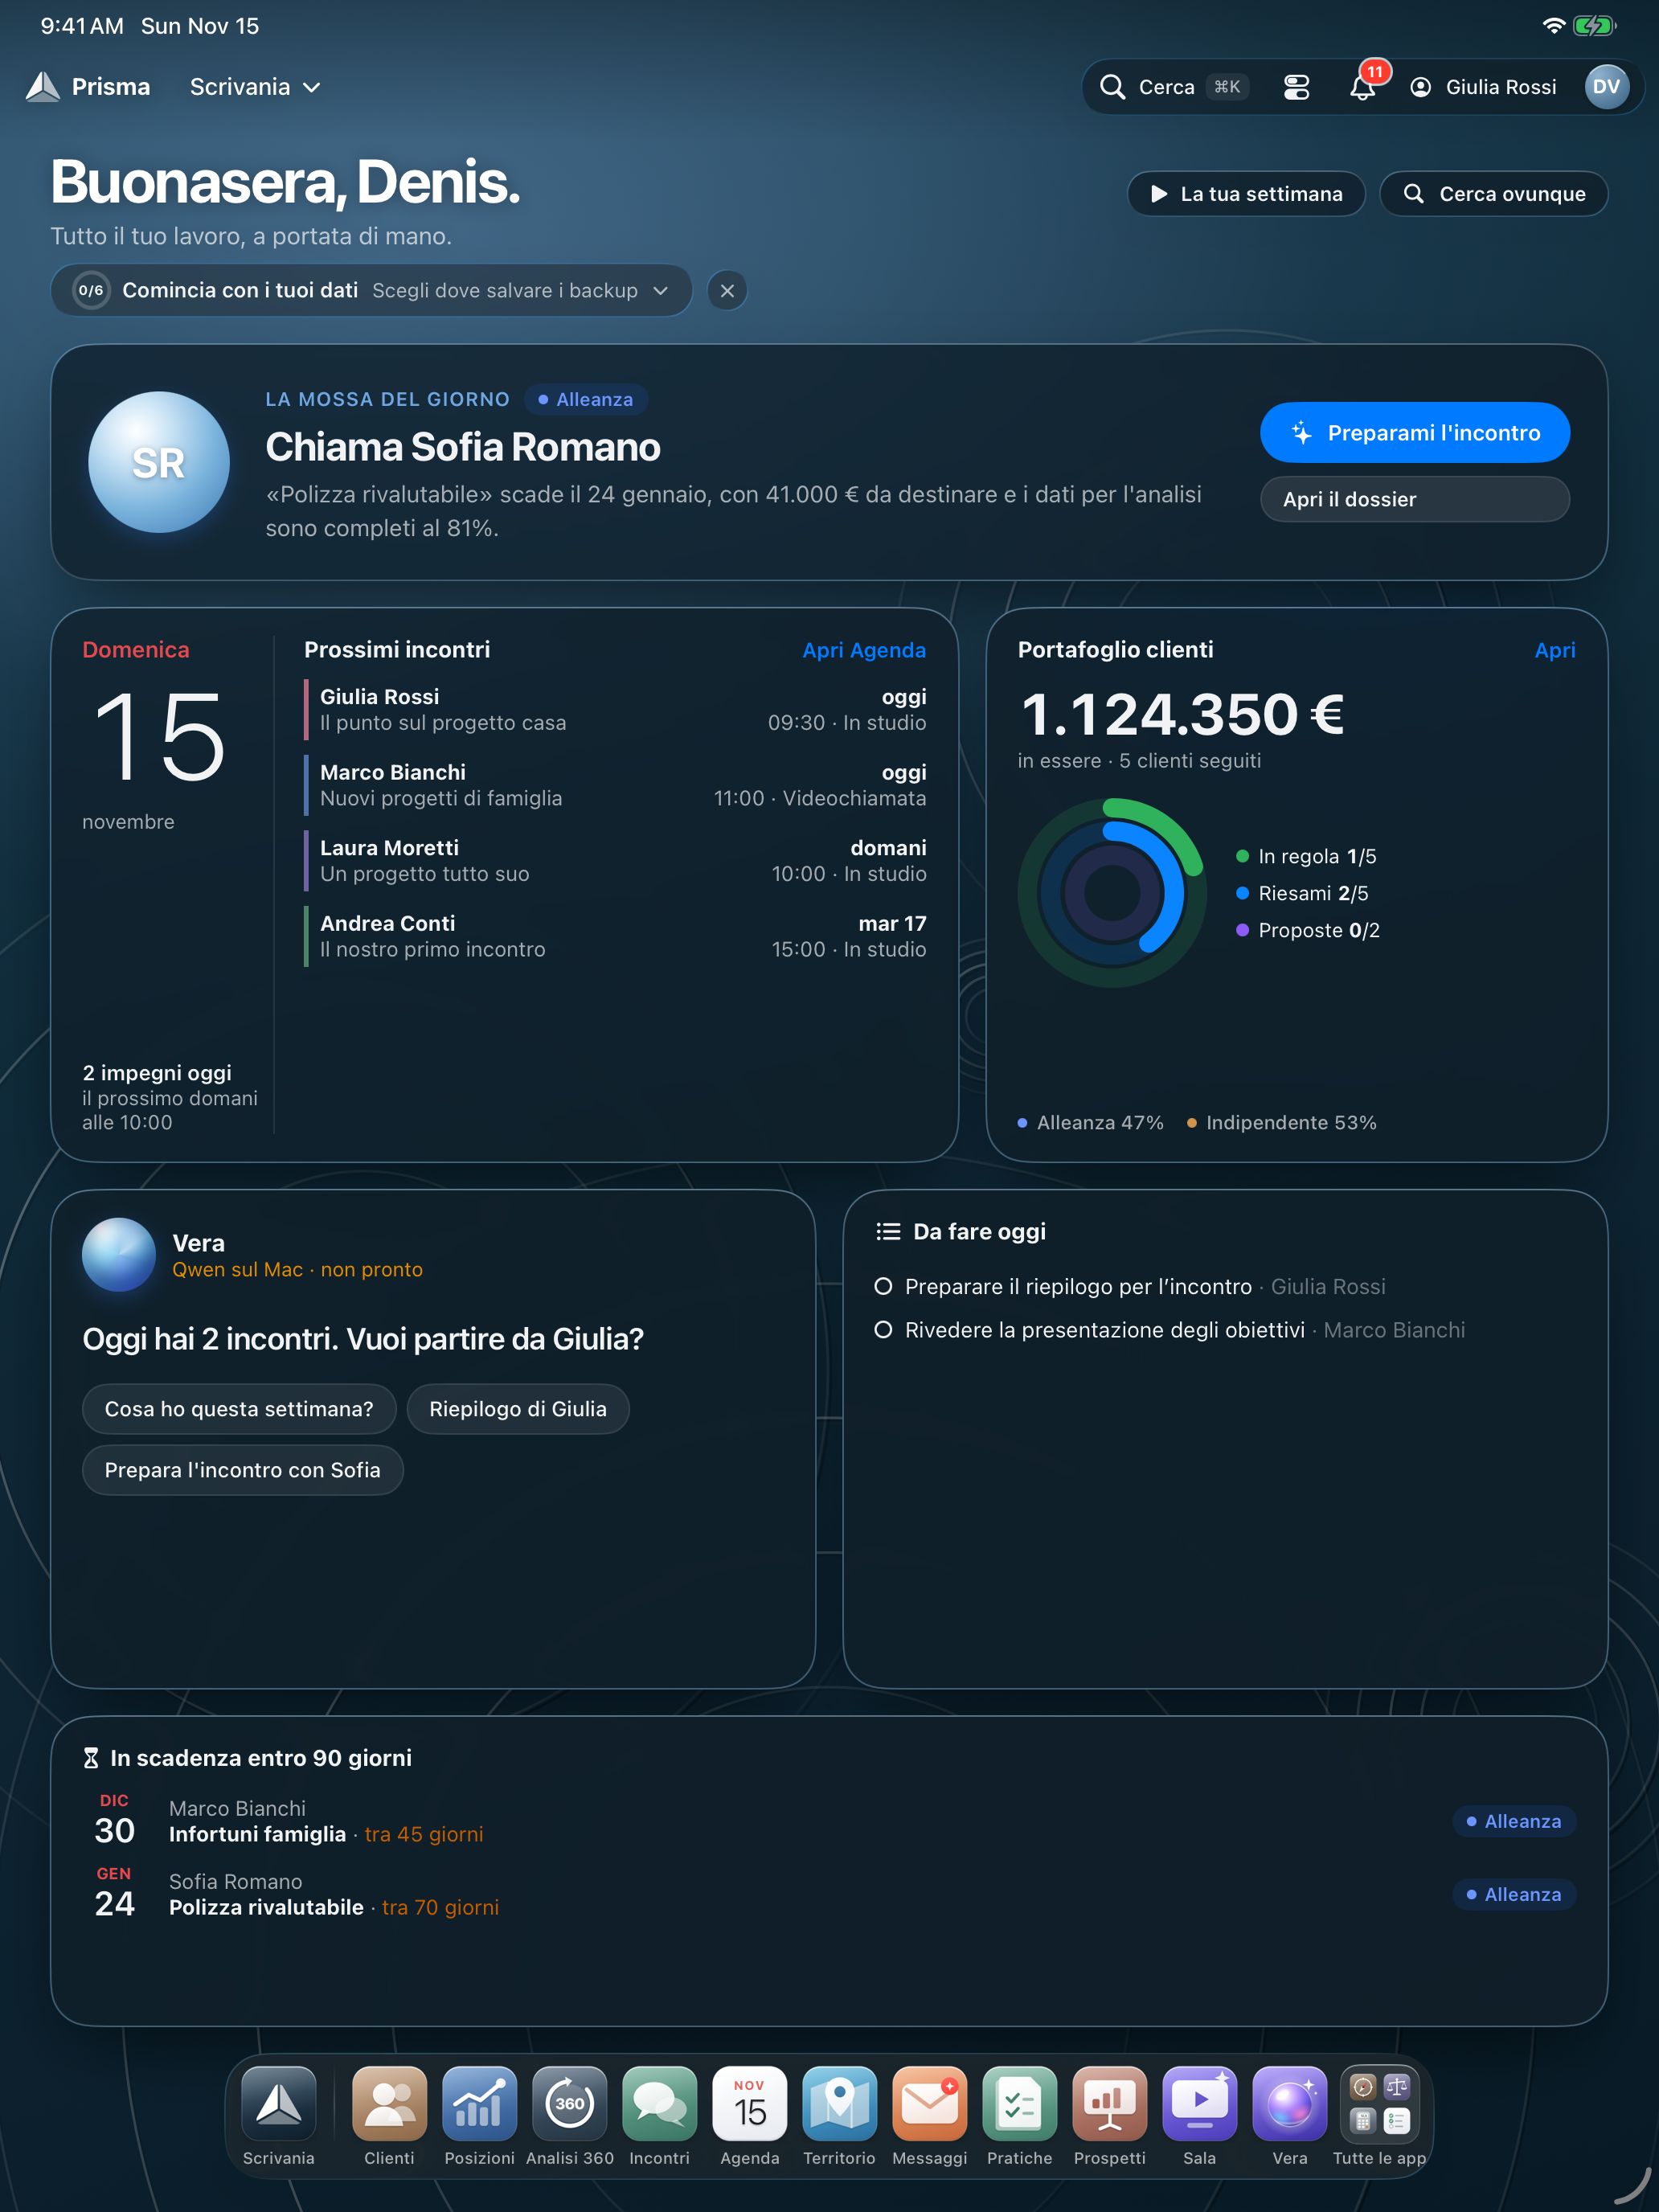 9:41 AM Sun Nov 15
Prisma
Scrivania
Cerca ⌘K
11
Giulia Rossi
DV
Buonasera, Denis.
Tutto il tuo lavoro, a portata di mano.
La tua settimana
Cerca ovunque
0/6 Comincia con i tuoi dati Scegli dove salvare i backup
SR
LA MOSSA DEL GIORNO Alleanza
Chiama Sofia Romano
«Polizza rivalutabile» scade il 24 gennaio, con 41.000 € da destinare e i dati per l'analisi
sono completi al 81%.
Preparami l'incontro
Apri il dossier
Domenica
15
novembre
2 impegni oggi
il prossimo domani
alle 10:00
Prossimi incontri Apri Agenda
Giulia Rossi oggi
Il punto sul progetto casa 09:30 · In studio
Marco Bianchi oggi
Nuovi progetti di famiglia 11:00 · Videochiamata
Laura Moretti domani
Un progetto tutto suo 10:00 · In studio
Andrea Conti mar 17
Il nostro primo incontro 15:00 · In studio
Portafoglio clienti Apri
1.124.350 €
in essere · 5 clienti seguiti
In regola 1/5
Riesami 2/5
Proposte 0/2
Alleanza 47% Indipendente 53%
Vera
Qwen sul Mac · non pronto
Oggi hai 2 incontri. Vuoi partire da Giulia?
Cosa ho questa settimana? Riepilogo di Giulia
Prepara l'incontro con Sofia
Da fare oggi
Preparare il riepilogo per l’incontro · Giulia Rossi
Rivedere la presentazione degli obiettivi · Marco Bianchi
In scadenza entro 90 giorni
DIC
30
Marco Bianchi
Infortuni famiglia · tra 45 giorni
Alleanza
GEN
24
Sofia Romano
Polizza rivalutabile · tra 70 giorni
Alleanza
360
NOV
15
Scrivania Clienti Posizioni Analisi 360 Incontri Agenda Territorio Messaggi Pratiche Prospetti Sala Vera Tutte le app